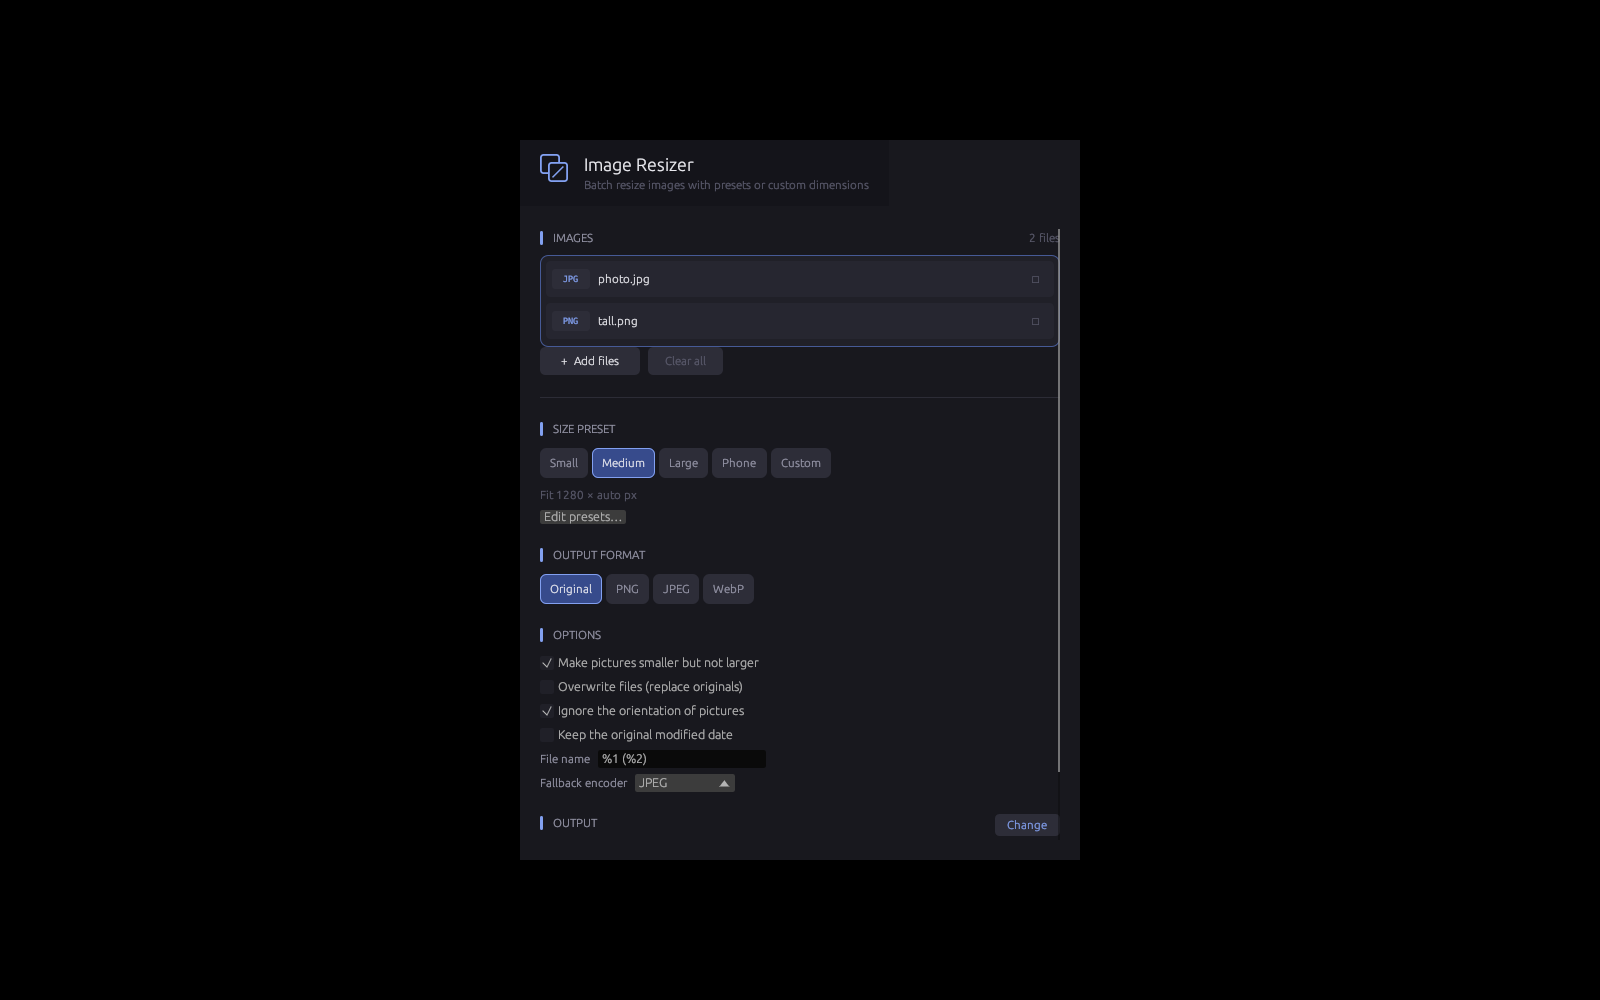 Image Resizer
Batch resize images with presets or custom dimensions
IMAGES 2 files
JPG photo.jpg
PNG tall.png
+ Add files Clear all
SIZE PRESET
Small Medium Large Phone Custom
Fit 1280 × auto px
Edit presets...
OUTPUT FORMAT
Original PNG JPEG WebP
OPTIONS
Make pictures smaller but not larger
Overwrite files (replace originals)
Ignore the orientation of pictures
Keep the original modified date
File name %1 (%2)
Fallback encoder JPEG
OUTPUT Change